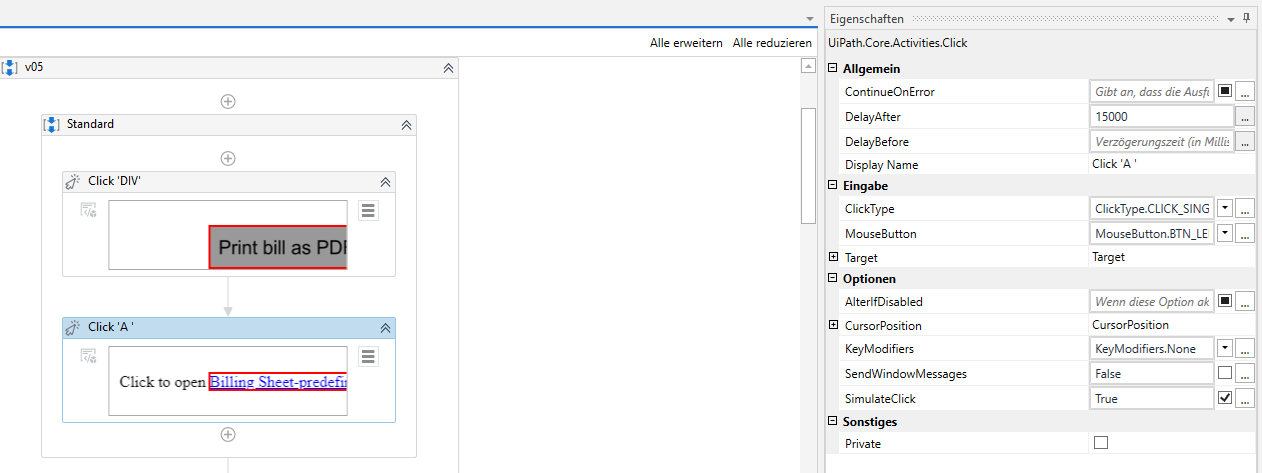 Eigenschaften
Alle erweitern Alle reduzieren
UiPath.Core.Activities.Click
v05
Standard
Click 'DIV'
Print bill as PDF
Click 'A '
Click to open Billing Sheet-predefi
Allgemein
ContinueOnError Gibt an, dass die Ausfü ...
DelayAfter 15000 ...
DelayBefore Verzögerungszeit (in Millis ...
Display Name Click 'A '
Eingabe
ClickType ClickType.CLICK_SING ...
MouseButton MouseButton.BTN_LE ...
Target Target
Optionen
AlterIfDisabled Wenn diese Option ak ...
CursorPosition CursorPosition
KeyModifiers KeyModifiers.None ...
SendWindowMessages False ...
SimulateClick True ...
Sonstiges
Private